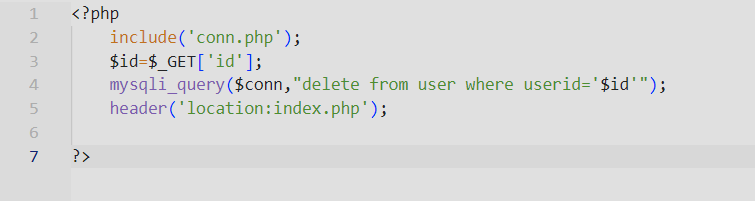 1 <?php
2 include('conn.php');
3 $id=$_GET['id'];
4 mysqli_query($conn,"delete from user where userid='$id'");
5 header('location:index.php');
6
7 ?>